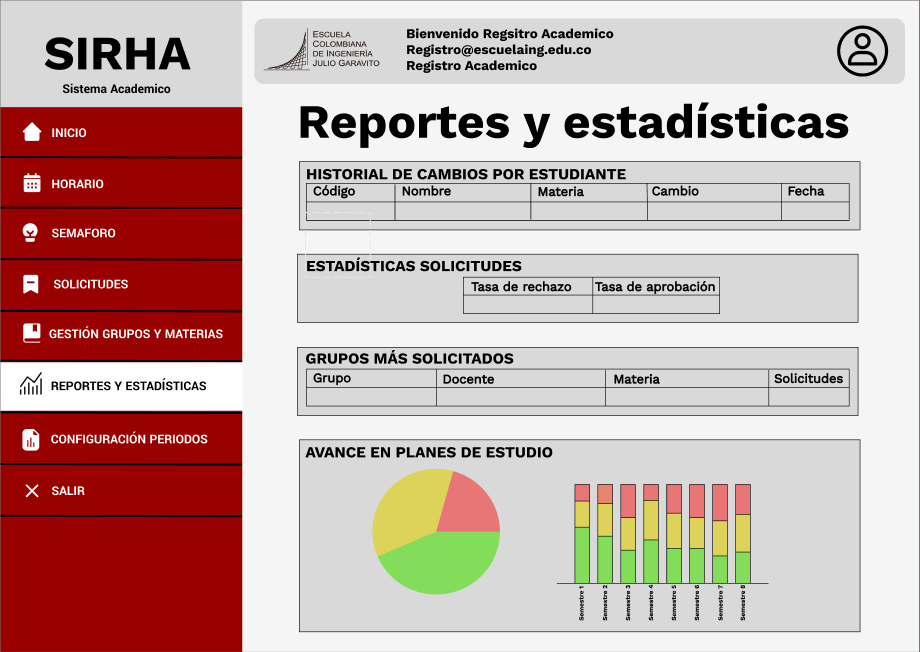 SIRHA
Sistema Academico
INICIO
HORARIO
SEMAFORO
SOLICITUDES
GESTIÓN GRUPOS Y MATERIAS
REPORTES Y ESTADÍSTICAS
CONFIGURACIÓN PERIODOS
SALIR
ESCUELA
COLOMBIANA
DE INGENIERÍA
JULIO GARAVITO
Bienvenido Regsitro Academico
Registro@escuelaing.edu.co
Registro Academico
Reportes y estadísticas
HISTORIAL DE CAMBIOS POR ESTUDIANTE
Código Nombre Materia Cambio Fecha
ESTADÍSTICAS SOLICITUDES
Tasa de rechazo Tasa de aprobación
GRUPOS MÁS SOLICITADOS
Grupo Docente Materia Solicitudes
AVANCE EN PLANES DE ESTUDIO
Semestre 1
Semestre 2
Semestre 3
Semestre 4
Semestre 5
Semestre 6
Semestre 7
Semestre 8